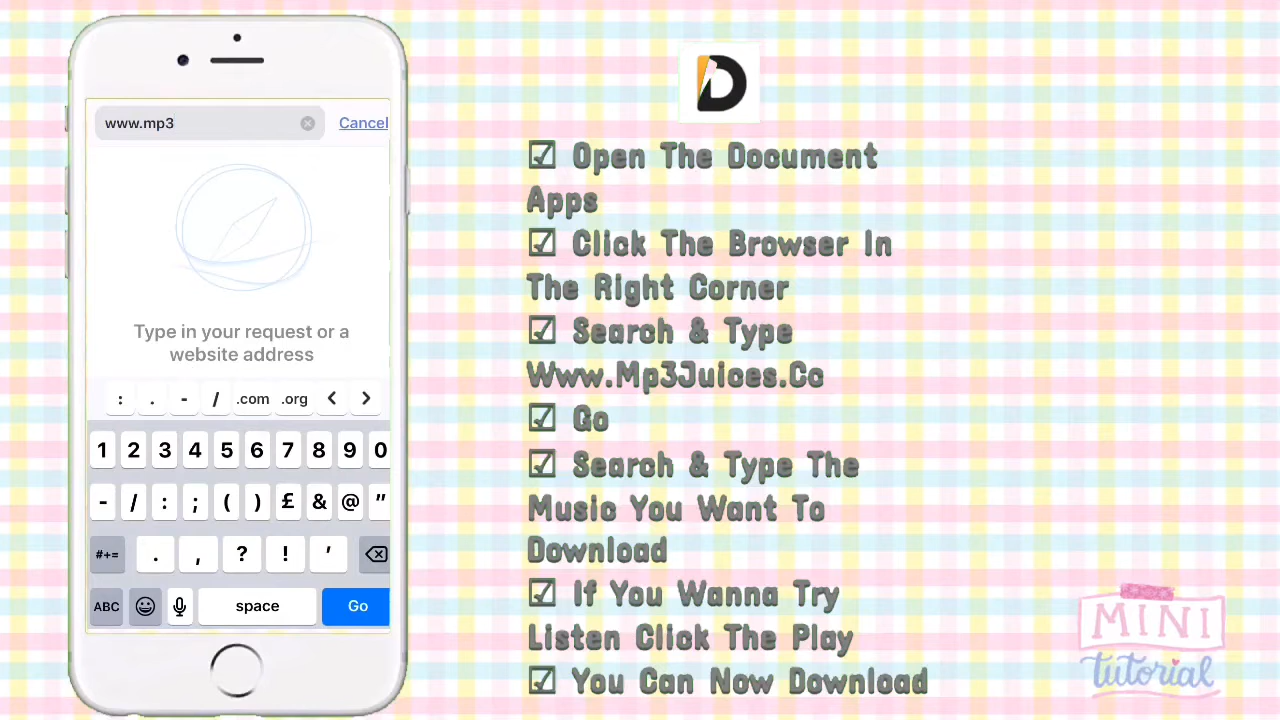 www.mp3
Cancel
Type in your request or a
website address
: . - / .com .org < >
1 2 3 4 5 6 7 8 9 0
- / : ; ( ) £ & @ "
#+= . , ? ! '
ABC space Go
D
☑ Open The Document
Apps
☑ Click The Browser In
The Right Corner
☑ Search & Type
Www.Mp3Juices.Cc
☑ Go
☑ Search & Type The
Music You Want To
Download
☑ If You Wanna Try
Listen Click The Play
☑ You Can Now Download
MINI
tutorial